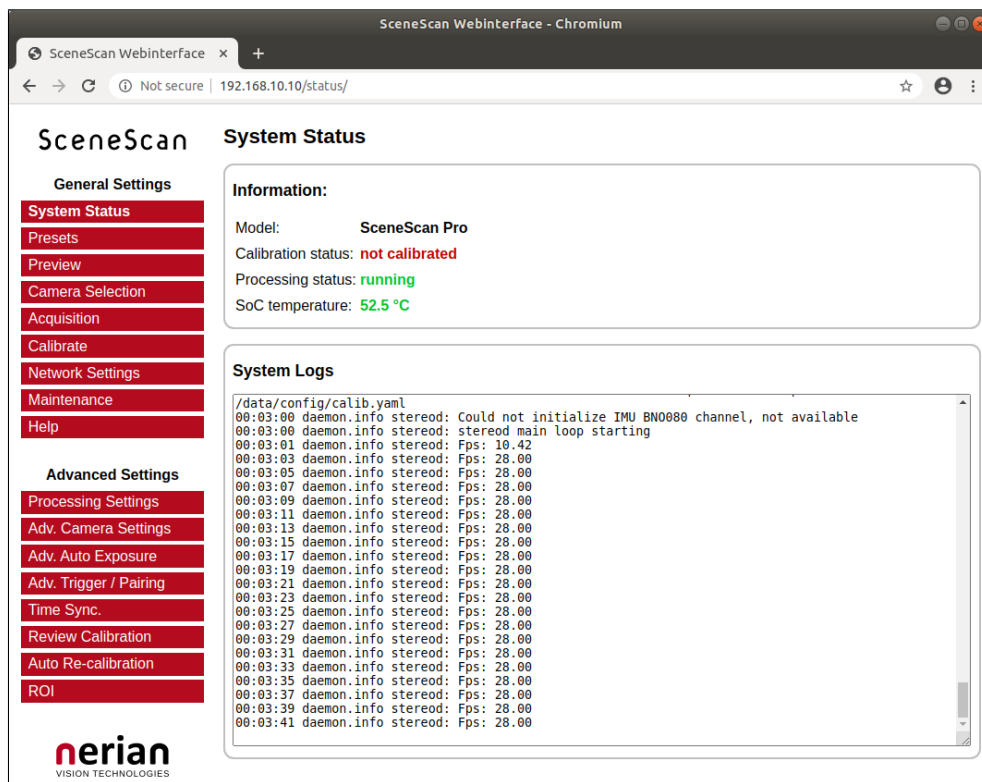 SceneScan Webinterface - Chromium
SceneScan Webinterface × +
Not secure | 192.168.10.10/status/
SceneScan
General Settings
System Status
Presets
Preview
Camera Selection
Acquisition
Calibrate
Network Settings
Maintenance
Help
Advanced Settings
Processing Settings
Adv. Camera Settings
Adv. Auto Exposure
Adv. Trigger / Pairing
Time Sync.
Review Calibration
Auto Re-calibration
ROI
nerian
VISION TECHNOLOGIES
System Status
Information:
Model: SceneScan Pro
Calibration status: not calibrated
Processing status: running
SoC temperature: 52.5 °C
System Logs
/data/config/calib.yaml
00:03:00 daemon.info stereod: Could not initialize IMU BNO080 channel, not available
00:03:00 daemon.info stereod: stereod main loop starting
00:03:01 daemon.info stereod: Fps: 10.42
00:03:03 daemon.info stereod: Fps: 28.00
00:03:05 daemon.info stereod: Fps: 28.00
00:03:07 daemon.info stereod: Fps: 28.00
00:03:09 daemon.info stereod: Fps: 28.00
00:03:11 daemon.info stereod: Fps: 28.00
00:03:13 daemon.info stereod: Fps: 28.00
00:03:15 daemon.info stereod: Fps: 28.00
00:03:17 daemon.info stereod: Fps: 28.00
00:03:19 daemon.info stereod: Fps: 28.00
00:03:21 daemon.info stereod: Fps: 28.00
00:03:23 daemon.info stereod: Fps: 28.00
00:03:25 daemon.info stereod: Fps: 28.00
00:03:27 daemon.info stereod: Fps: 28.00
00:03:29 daemon.info stereod: Fps: 28.00
00:03:31 daemon.info stereod: Fps: 28.00
00:03:33 daemon.info stereod: Fps: 28.00
00:03:35 daemon.info stereod: Fps: 28.00
00:03:37 daemon.info stereod: Fps: 28.00
00:03:39 daemon.info stereod: Fps: 28.00
00:03:41 daemon.info stereod: Fps: 28.00